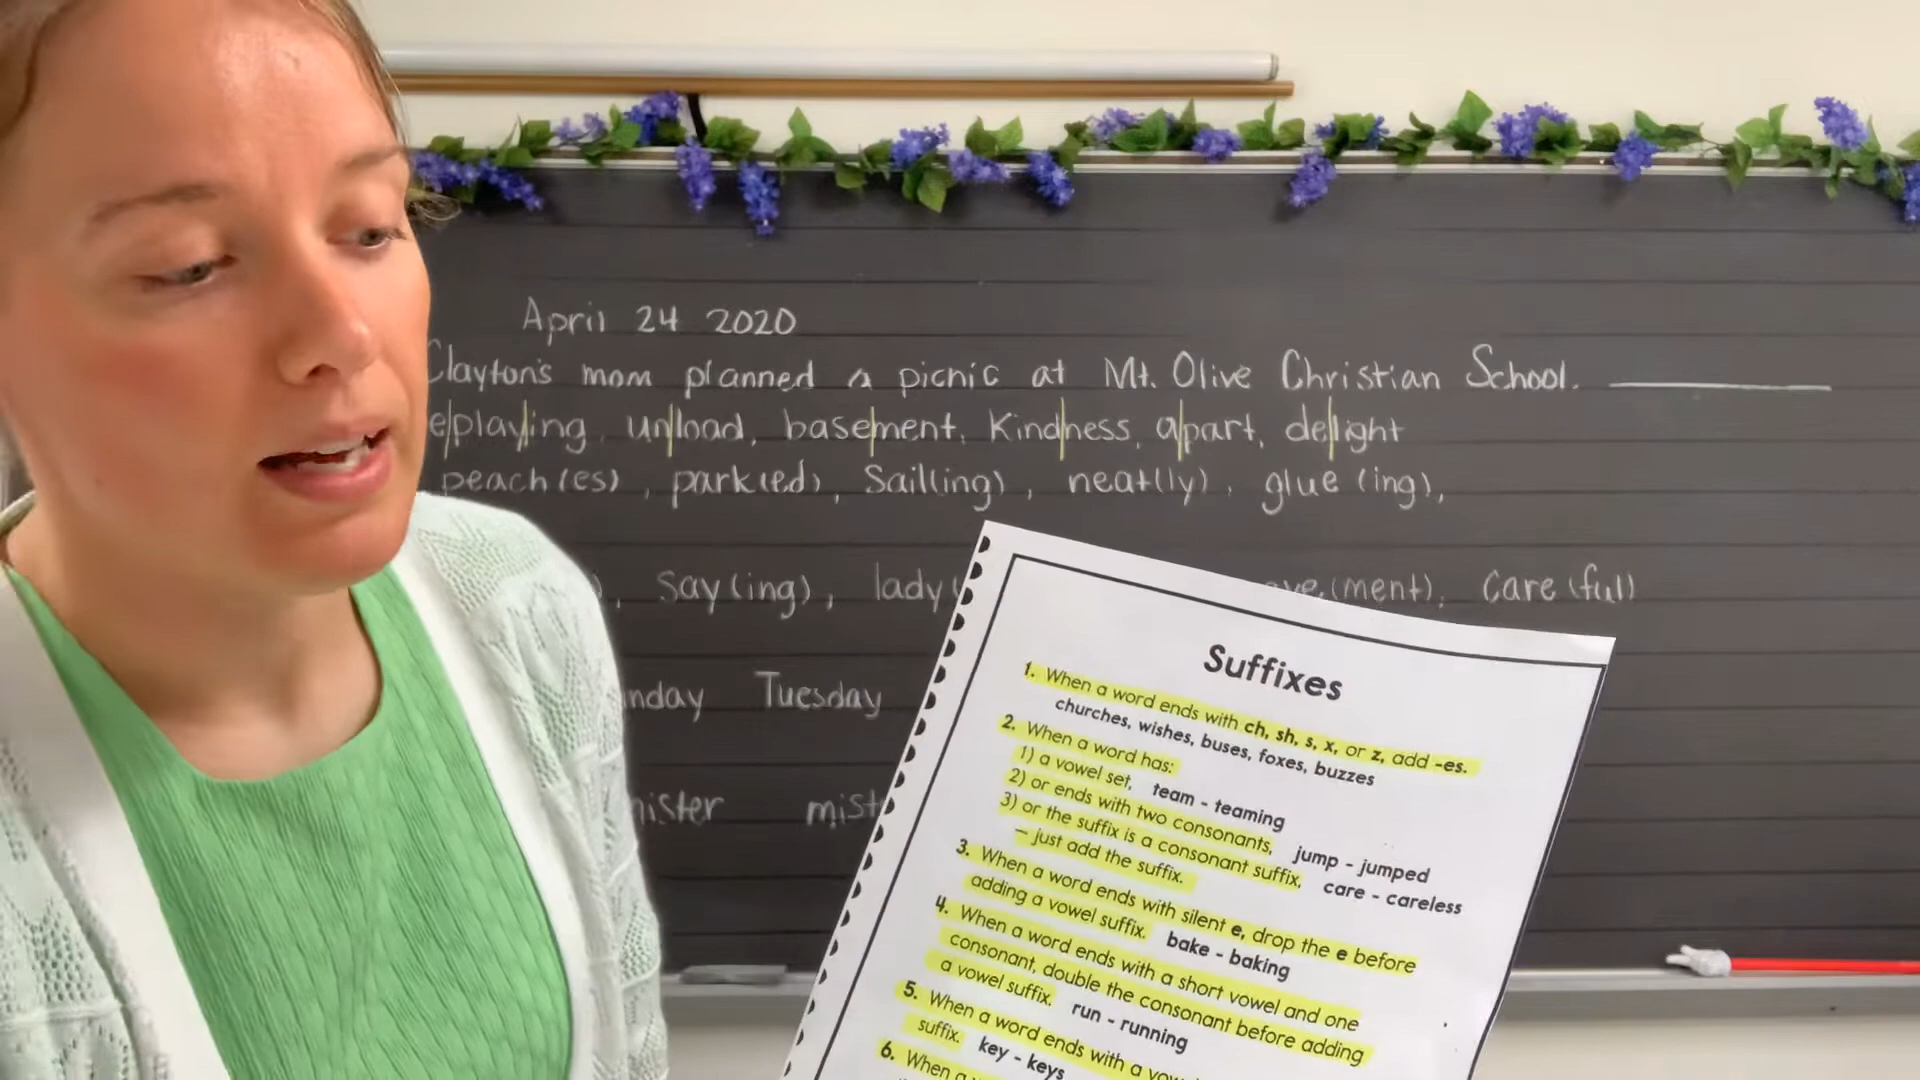 April 24 2020
Clayton's mom planned a picnic at Mt. Olive Christian School.
e|play|ing, un|load, base|ment, Kind|ness, a|part, de|light
peach(es), park(ed), Sail(ing), neat(ly), glue (ing),
), Say(ing), lady( (ment), Care (ful)
Tuesday
Suffixes
1. When a word ends with ch, sh, s, x, or z, add -es.
churches, wishes, buses, foxes, buzzes
2. When a word has:
1) a vowel set, team - teaming
2) or ends with two consonants, jump - jumped
3) or the suffix is a consonant suffix, care - careless
– just add the suffix.
3. When a word ends with silent e, drop the e before
adding a vowel suffix. bake - baking
4. When a word ends with a short vowel and one
consonant, double the consonant before adding
a vowel suffix. run - running
5. When a word ends with a
suffix. key - keys
6. When a